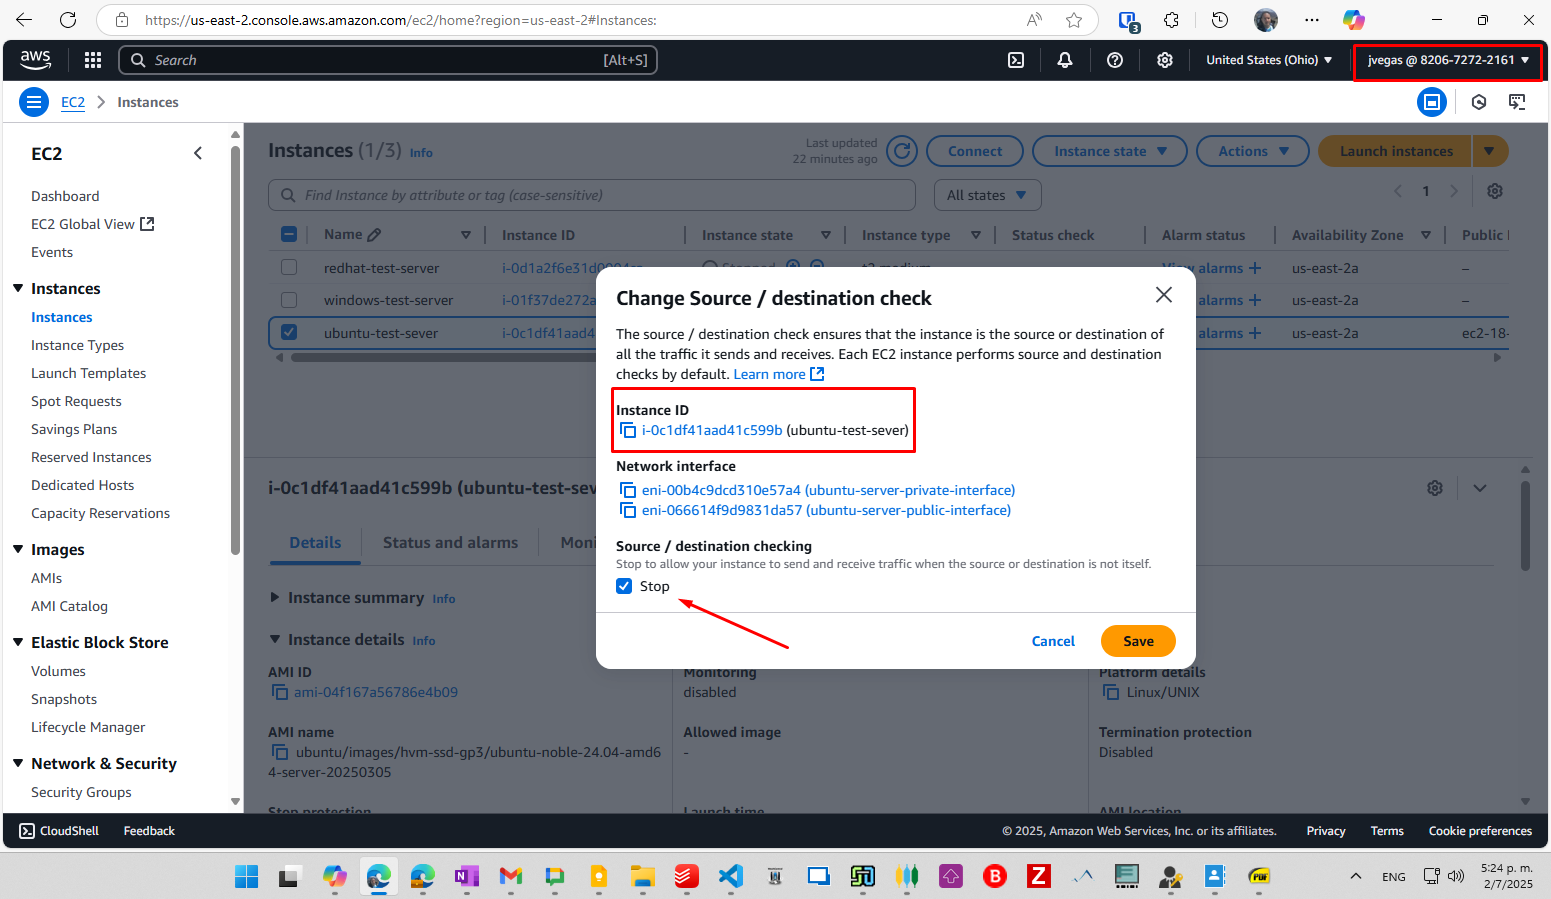 https://us-east-2.console.aws.amazon.com/ec2/home?region=us-east-2#Instances:
3
aws
Search
[Alt+S]
United States (Ohio)
jvegas @ 8206-7272-2161
EC2
Instances
EC2
Dashboard
EC2 Global View
Events
Instances
Instances
Instance Types
Launch Templates
Spot Requests
Savings Plans
Reserved Instances
Dedicated Hosts
Capacity Reservations
Images
AMIs
AMI Catalog
Elastic Block Store
Volumes
Snapshots
Lifecycle Manager
Network & Security
Security Groups
Instances (1/3) Info
Last updated
22 minutes ago
Connect
Instance state
Actions
Launch instances
Find Instance by attribute or tag (case-sensitive)
All states
1
Name
Instance ID
Instance state
Instance type
Status check
Alarm status
Availability Zone
Public
redhat-test-server
Stopped
t2.medium
View alarms
us-east-2a
–
windows-test-server
i-01f37de272a
alarms
us-east-2a
–
ubuntu-test-sever
i-0c1df41aad4
alarms
us-east-2a
ec2-18-
Change Source / destination check
The source / destination check ensures that the instance is the source or destination of
all the traffic it sends and receives. Each EC2 instance performs source and destination
checks by default. Learn more
Instance ID
i-0c1df41aad41c599b (ubuntu-test-sever)
Network interface
eni-00b4c9dcd310e57a4 (ubuntu-server-private-interface)
eni-066614f9d9831da57 (ubuntu-server-public-interface)
Source / destination checking
Stop to allow your instance to send and receive traffic when the source or destination is not itself.
Stop
Cancel
Save
i-0c1df41aad41c599b (ubuntu-test-sev
Details
Status and alarms
Moni
Instance summary Info
Instance details Info
AMI ID
ami-04f167a56786e4b09
Monitoring
disabled
Platform details
Linux/UNIX
AMI name
ubuntu/images/hvm-ssd-gp3/ubuntu-noble-24.04-amd6
4-server-20250305
Allowed image
-
Termination protection
Disabled
Stop protection
Launch time
AMI location
CloudShell
Feedback
© 2025, Amazon Web Services, Inc. or its affiliates.
Privacy
Terms
Cookie preferences
ENG
5:24 p. m.
2/7/2025